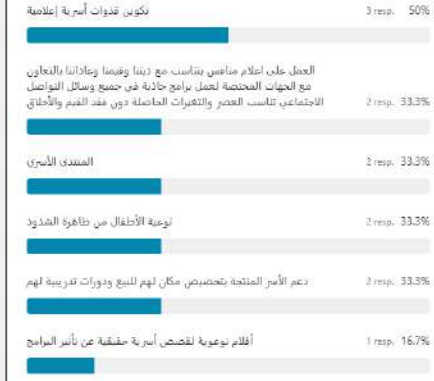 تكوين قدوات أسرية إعلامية 3 resp. 50%
العمل على اعلام منافس يتناسب مع ديننا وقيمنا وعاداتنا بالتعاون
مع الجهات المختصة لعمل برامج جاذبة في جميع وسائل التواصل
الاجتماعي تناسب العصر والتغيرات الحاصلة دون فقد القيم والأخلاق 2 resp. 33.3%
المنتدى الأسري 2 resp. 33.3%
توعية الأطفال من ظاهرة الشذوذ 2 resp. 33.3%
دعم الأسر المنتجة بتخصيص مكان لهم للبيع ودورات تدريبية لهم 2 resp. 33.3%
أفلام توعوية لقصص أسرية حقيقية عن تأثير البرامج 1 resp. 16.7%